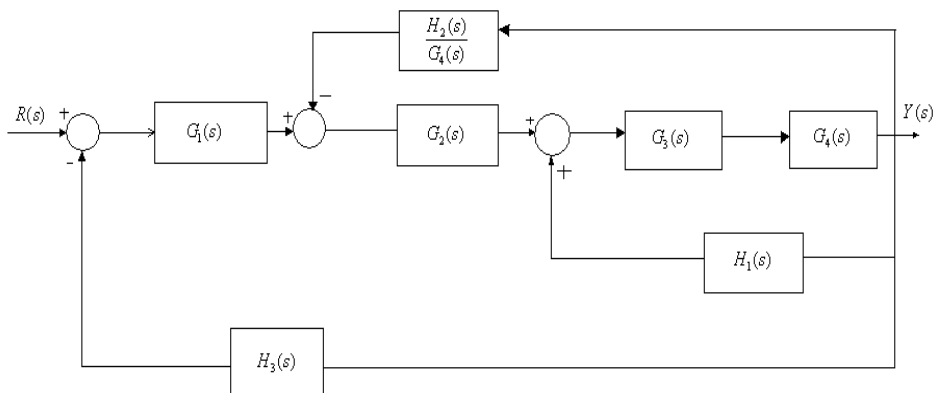 H₂(s)
G₄(s)
−
R(s) + G₁(s) + G₂(s) + G₃(s) G₄(s) Y(s)
- +
H₁(s)
H₃(s)